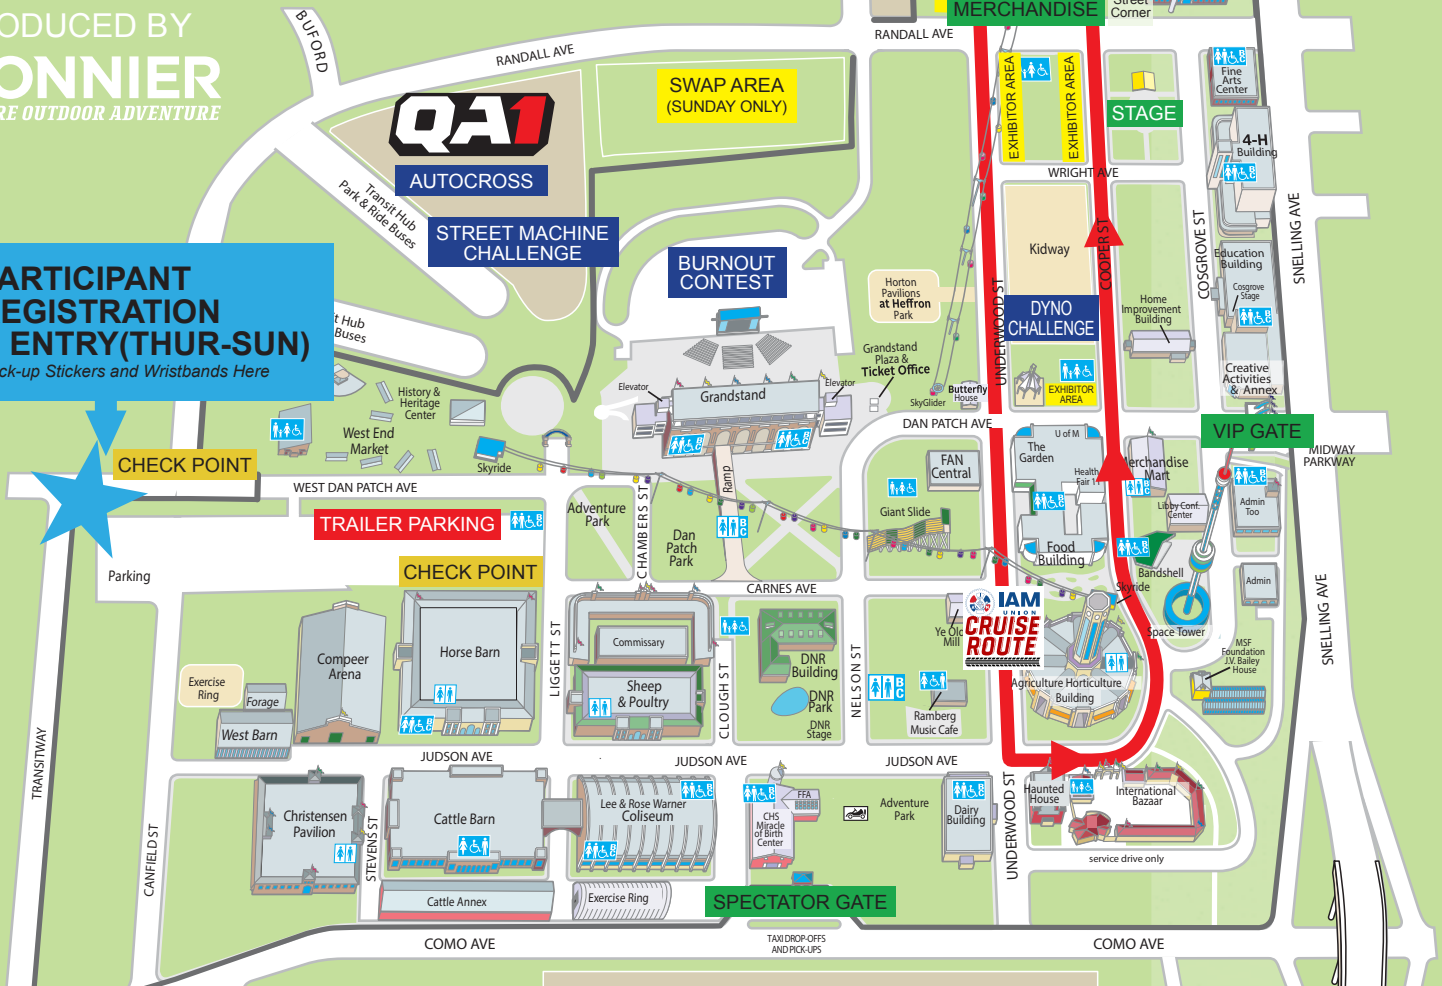 ODUCED BY
ONNIER
RE OUTDOOR ADVENTURE
BUFORD
RANDALL AVE
QA1
AUTOCROSS
STREET MACHINE
CHALLENGE
Transit Hub
Park & Ride Buses
SWAP AREA
(SUNDAY ONLY)
BURNOUT
CONTEST
RANDALL AVE
MERCHANDISE
Street
Corner
EXHIBITOR AREA
EXHIBITOR AREA
STAGE
Fine
Arts
Center
4-H
Building
WRIGHT AVE
Kidway
COOPER ST
COSGROVE ST
SNELLING AVE
Education
Building
Cosgrove
Stage
ARTICIPANT
EGISTRATION
ENTRY(THUR-SUN)
ck-up Stickers and Wristbands Here
t Hub
Buses
Horton
Pavilions
at Heffron
Park
UNDERWOOD ST
DYNO
CHALLENGE
Home
Improvement
Building
Grandstand
Plaza &
Ticket Office
Creative
Activities
& Annex
EXHIBITOR
AREA
Butterfly
House
SkyGlider
Elevator
Elevator
Grandstand
History &
Heritage
Center
West End
Market
DAN PATCH AVE
VIP GATE
MIDWAY
PARKWAY
CHECK POINT
Skyride
WEST DAN PATCH AVE
TRAILER PARKING
Adventure
Park
CHAMBERS ST
Ramp
Dan
Patch
Park
FAN
Central
Giant Slide
U of M
The
Garden
Health
Fair 11
Food
Building
Merchandise
Mart
Libby Conf.
Center
Admin
Too
Bandshell
Skyride
Space Tower
Admin
MSF
Foundation
J.V. Bailey
House
SNELLING AVE
Parking
CHECK POINT
CARNES AVE
Compeer
Arena
Horse Barn
Exercise
Ring
Forage
West Barn
LIGGETT ST
Commissary
Sheep
& Poultry
CLOUGH ST
DNR
Building
DNR
Park
DNR
Stage
NELSON ST
Ye Old
Mill
IAM
UNION
CRUISE
ROUTE
Ramberg
Music Cafe
Agriculture Horticulture
Building
TRANSITWAY
JUDSON AVE
JUDSON AVE
JUDSON AVE
CANFIELD ST
Christensen
Pavilion
STEVENS ST
Cattle Barn
Lee & Rose Warner
Coliseum
CHS
Miracle
of Birth
Center
FFA
Adventure
Park
Dairy
Building
UNDERWOOD ST
Haunted
House
International
Bazaar
service drive only
Cattle Annex
Exercise Ring
SPECTATOR GATE
COMO AVE
TAXI DROP-OFFS
AND PICK-UPS
COMO AVE